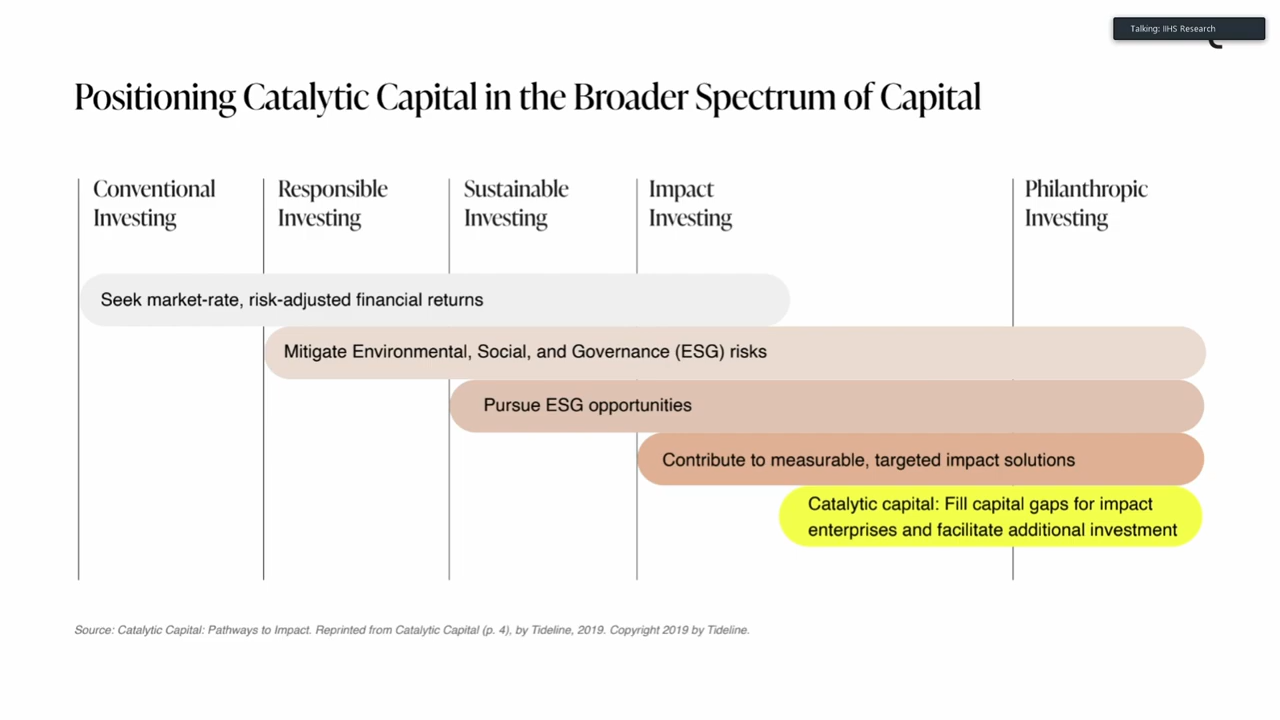 Talking: IIHS Research
Positioning Catalytic Capital in the Broader Spectrum of Capital
Conventional
Investing
Responsible
Investing
Sustainable
Investing
Impact
Investing
Philanthropic
Investing
Seek market-rate, risk-adjusted financial returns
Mitigate Environmental, Social, and Governance (ESG) risks
Pursue ESG opportunities
Contribute to measurable, targeted impact solutions
Catalytic capital: Fill capital gaps for impact
enterprises and facilitate additional investment
Source: Catalytic Capital: Pathways to Impact. Reprinted from Catalytic Capital (p. 4), by Tideline, 2019. Copyright 2019 by Tideline.